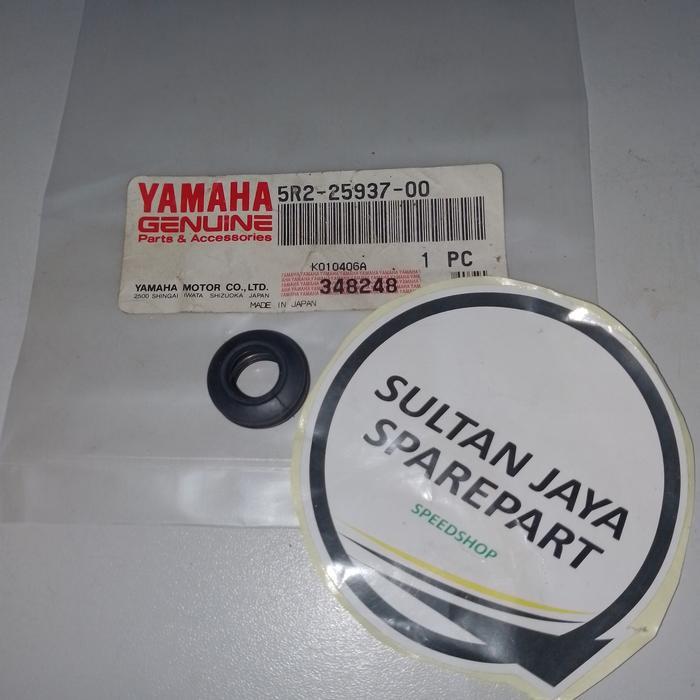 YAMAHA
GENUINE
Parts & Accessories
5R2-25937-00
K010406A
1 PC
YAMAHA MOTOR CO., LTD.
2500 SHINGAI IWATA SHIZUOKA JAPAN
348248
MADE IN JAPAN
SULTAN JAYA
SPAREPART
SPEEDSHOP